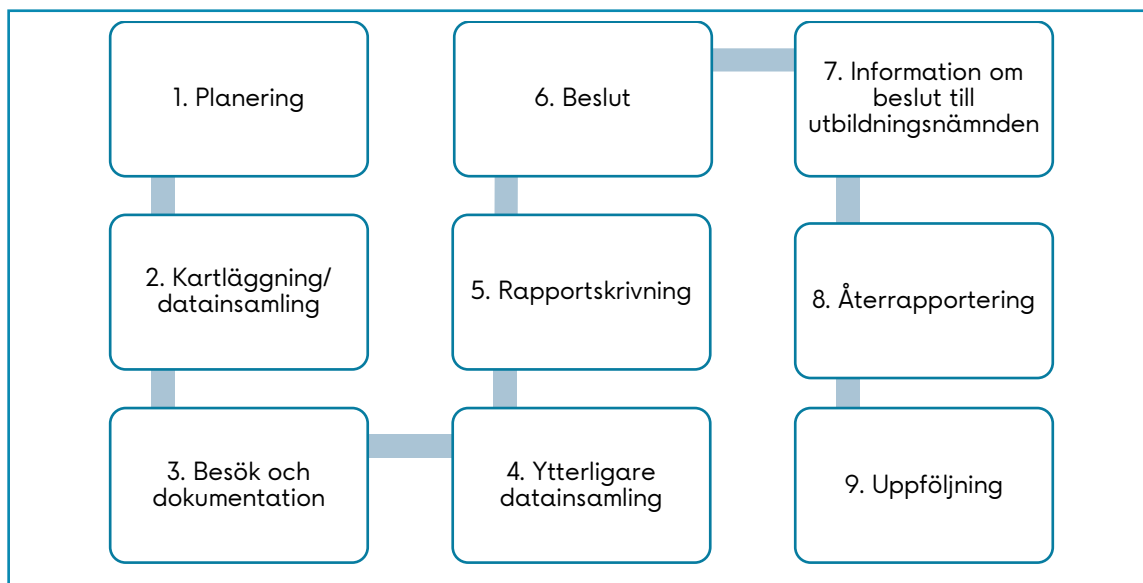 1. Planering
2. Kartläggning/
datainsamling
3. Besök och
dokumentation
4. Ytterligare
datainsamling
5. Rapportskrivning
6. Beslut
7. Information om
beslut till
utbildningsnämnden
8. Återrapportering
9. Uppföljning